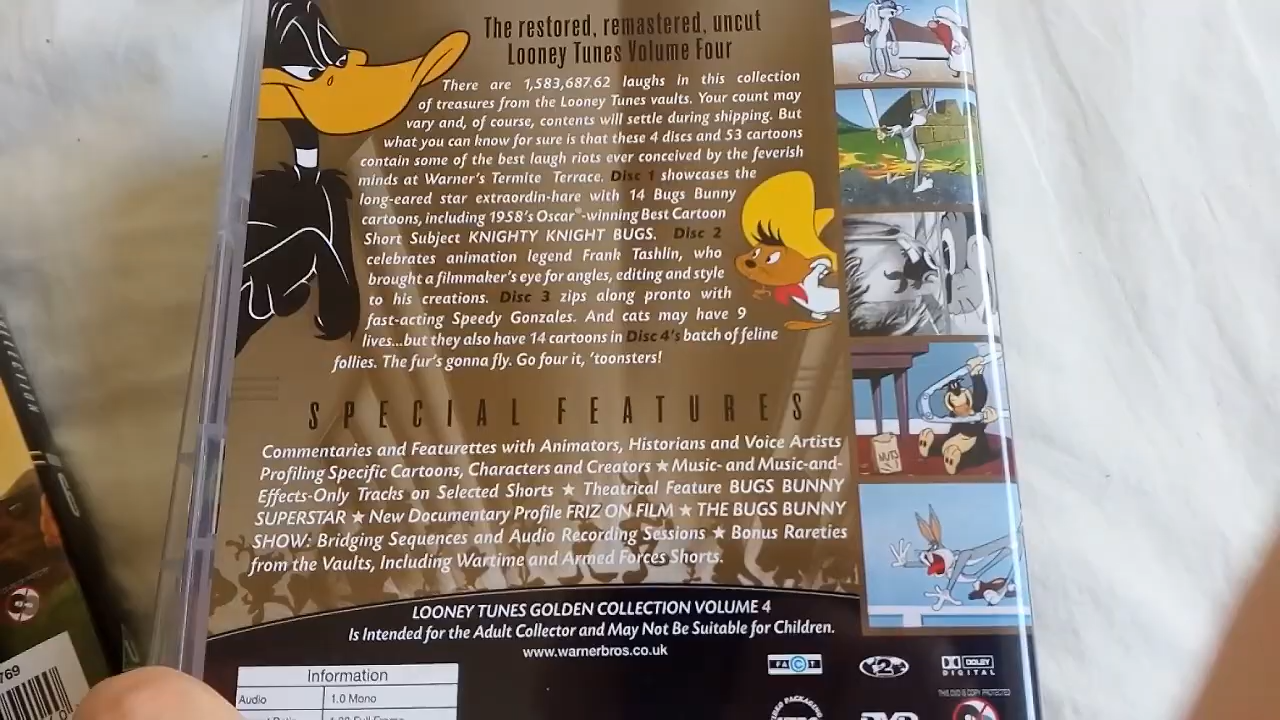 The restored, remastered, uncut
Looney Tunes Volume Four
There are 1,583,687.62 laughs in this collection
of treasures from the Looney Tunes vaults. Your count may
vary and, of course, contents will settle during shipping. But
what you can know for sure is that these 4 discs and 53 cartoons
contain some of the best laugh riots ever conceived by the feverish
minds at Warner's Termite Terrace. Disc 1 showcases the
long-eared star extraordin-hare with 14 Bugs Bunny
cartoons, including 1958's Oscar®-winning Best Cartoon
Short Subject KNIGHTY KNIGHT BUGS. Disc 2
celebrates animation legend Frank Tashlin, who
brought a filmmaker's eye for angles, editing and style
to his creations. Disc 3 zips along pronto with
fast-acting Speedy Gonzales. And cats may have 9
lives...but they also have 14 cartoons in Disc 4's batch of feline
follies. The fur's gonna fly. Go four it, 'toonsters!
SPECIAL FEATURES
Commentaries and Featurettes with Animators, Historians and Voice Artists
Profiling Specific Cartoons, Characters and Creators ★ Music- and Music-and-
Effects-Only Tracks on Selected Shorts ★ Theatrical Feature BUGS BUNNY
SUPERSTAR ★ New Documentary Profile FRIZ ON FILM ★ THE BUGS BUNNY
SHOW: Bridging Sequences and Audio Recording Sessions ★ Bonus Rarities
from the Vaults, Including Wartime and Armed Forces Shorts.
LOONEY TUNES GOLDEN COLLECTION VOLUME 4
Is Intended for the Adult Collector and May Not Be Suitable for Children.
www.warnerbros.co.uk
Information
Audio 1.0 Mono
FACT
2
DOLBY
DIGITAL
THIS DVD IS COPY PROTECTED
DVD
NUTS
769